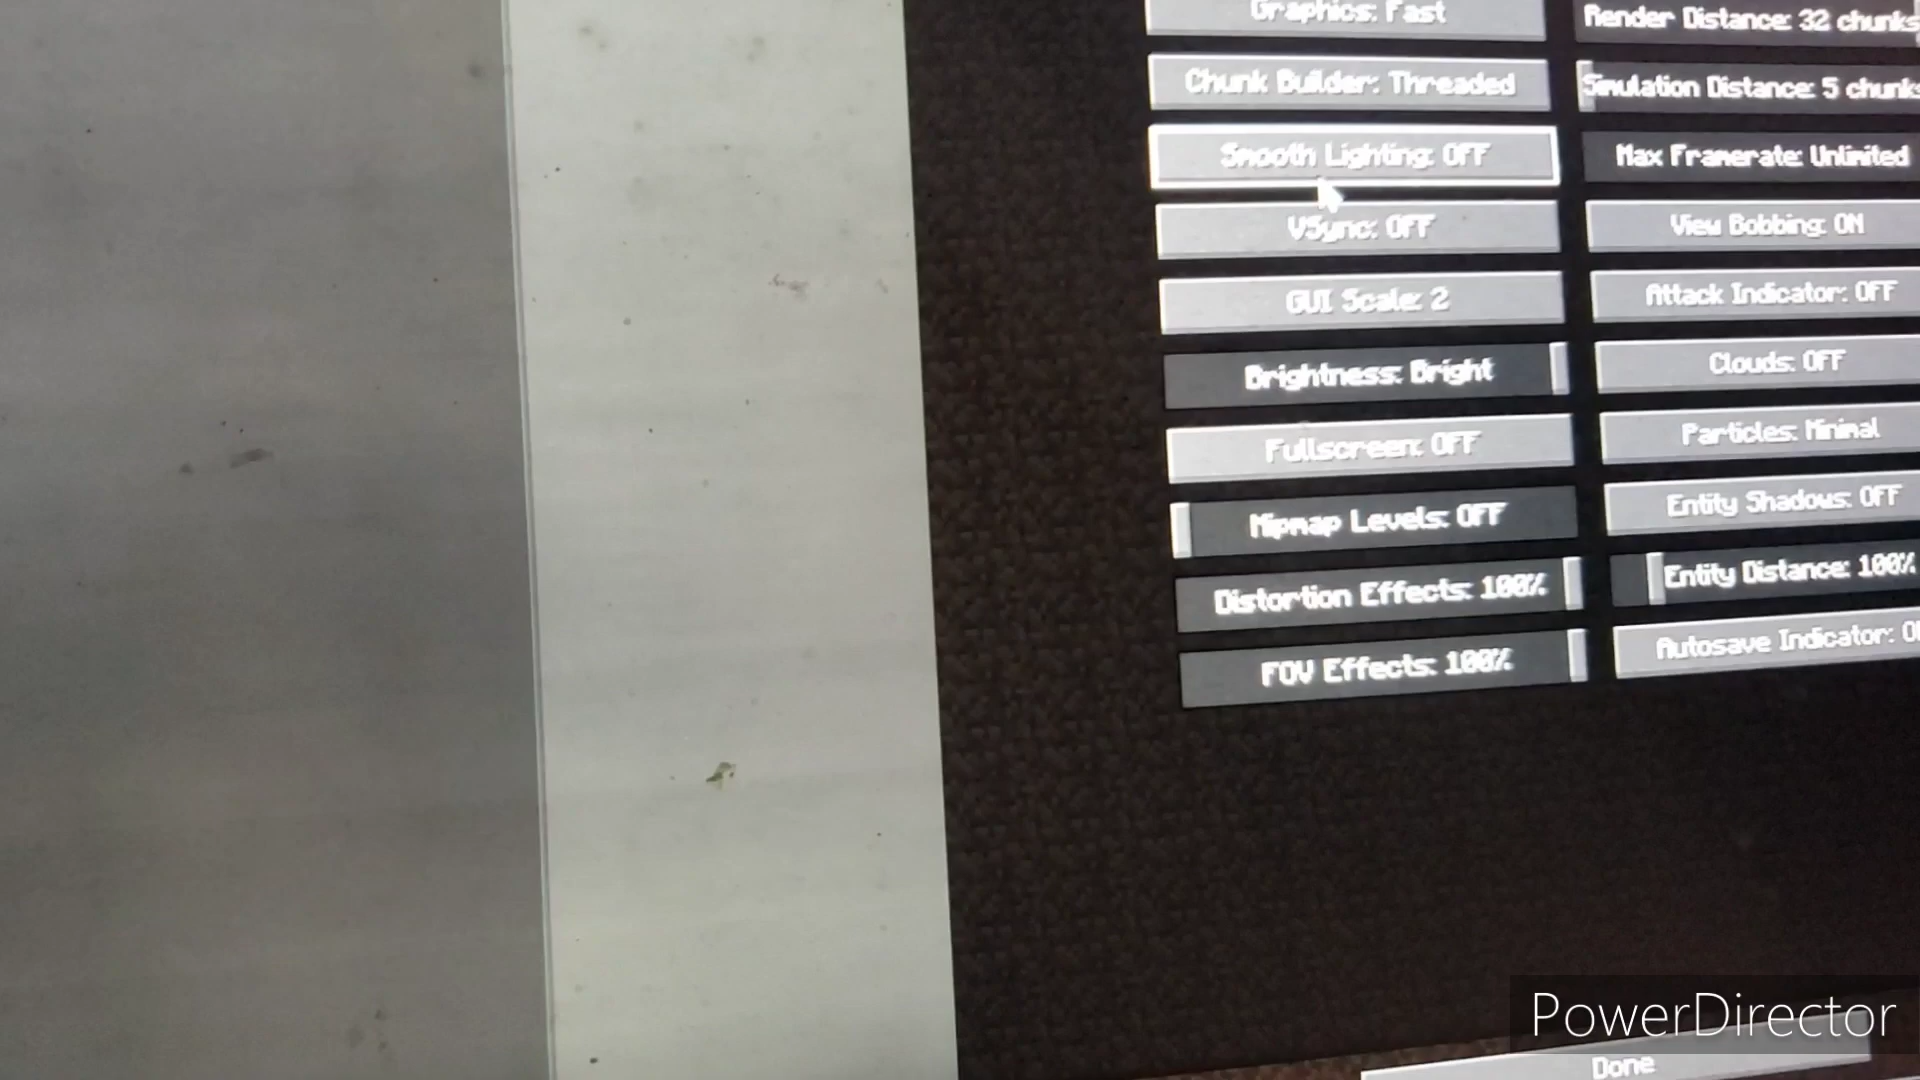 Graphics: Fast
Render Distance: 32 chunks
Chunk Builder: Threaded
Simulation Distance: 5 chunks
Smooth Lighting: OFF
Max Framerate: Unlimited
VSync: OFF
View Bobbing: ON
GUI Scale: 2
Attack Indicator: OFF
Brightness: Bright
Clouds: OFF
Fullscreen: OFF
Particles: Minimal
Mipmap Levels: OFF
Entity Shadows: OFF
Distortion Effects: 100%
Entity Distance: 100%
FOV Effects: 100%
Autosave Indicator:
PowerDirector
Done